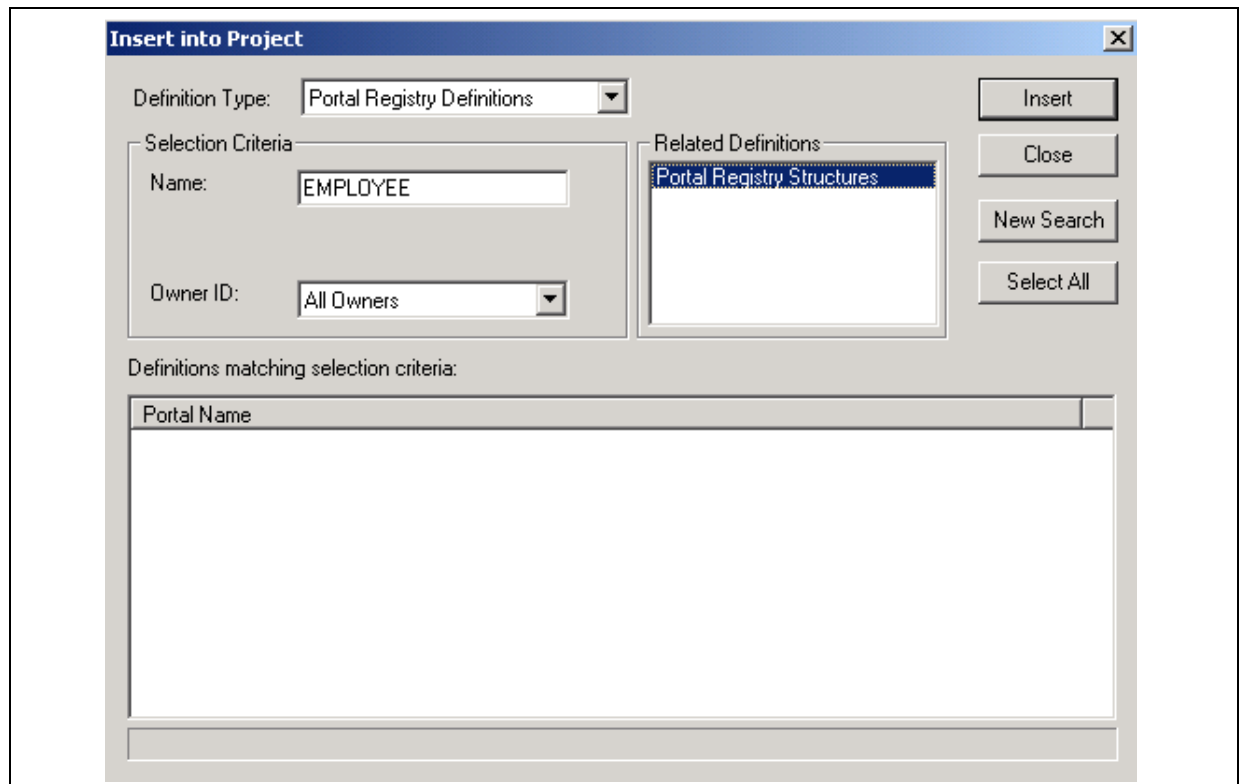 Insert into Project
Definition Type: Portal Registry Definitions
Insert
Selection Criteria
Related Definitions
Close
Name: EMPLOYEE
Portal Registry Structures
New Search
Owner ID: All Owners
Select All
Definitions matching selection criteria:
Portal Name